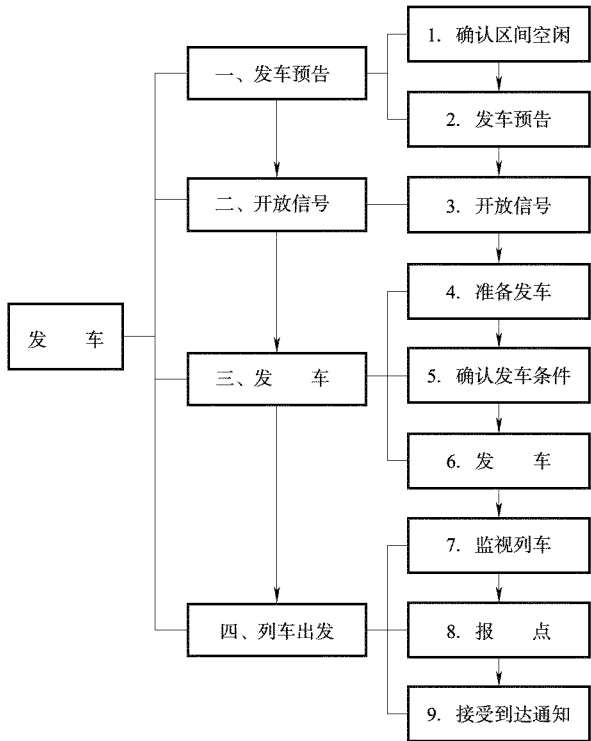 1. 确认区间空闲
一、发车预告
2. 发车预告
二、开放信号
3. 开放信号
4. 准备发车
发 车
三、发 车
5. 确认发车条件
6. 发 车
7. 监视列车
四、列车出发
8. 报 点
9. 接受到达通知